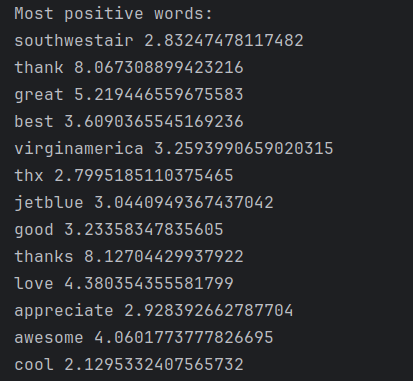 Most positive words:
southwestair 2.83247478117482
thank 8.067308899423216
great 5.219446559675583
best 3.6090365545169236
virginamerica 3.2593990659020315
thx 2.7995185110375465
jetblue 3.0440949367437042
good 3.23358347835605
thanks 8.12704429937922
love 4.380354355581799
appreciate 2.928392662787704
awesome 4.0601773777826695
cool 2.1295332407565732